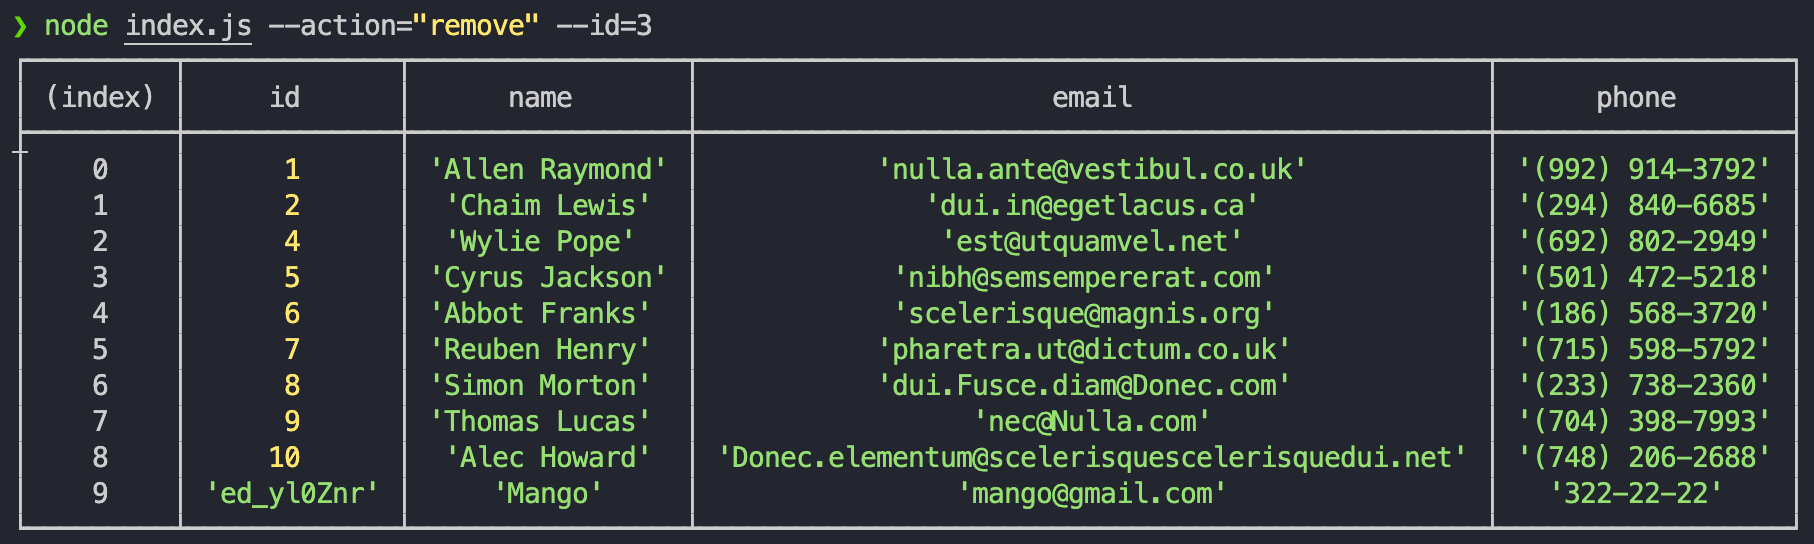 ❯ node index.js --action="remove" --id=3
(index) id name email phone
0 1 'Allen Raymond' 'nulla.ante@vestibul.co.uk' '(992) 914-3792'
1 2 'Chaim Lewis' 'dui.in@egetlacus.ca' '(294) 840-6685'
2 4 'Wylie Pope' 'est@utquamvel.net' '(692) 802-2949'
3 5 'Cyrus Jackson' 'nibh@semsempererat.com' '(501) 472-5218'
4 6 'Abbot Franks' 'scelerisque@magnis.org' '(186) 568-3720'
5 7 'Reuben Henry' 'pharetra.ut@dictum.co.uk' '(715) 598-5792'
6 8 'Simon Morton' 'dui.Fusce.diam@Donec.com' '(233) 738-2360'
7 9 'Thomas Lucas' 'nec@Nulla.com' '(704) 398-7993'
8 10 'Alec Howard' 'Donec.elementum@scelerisquescelerisquedui.net' '(748) 206-2688'
9 'ed_yl0Znr' 'Mango' 'mango@gmail.com' '322-22-22'